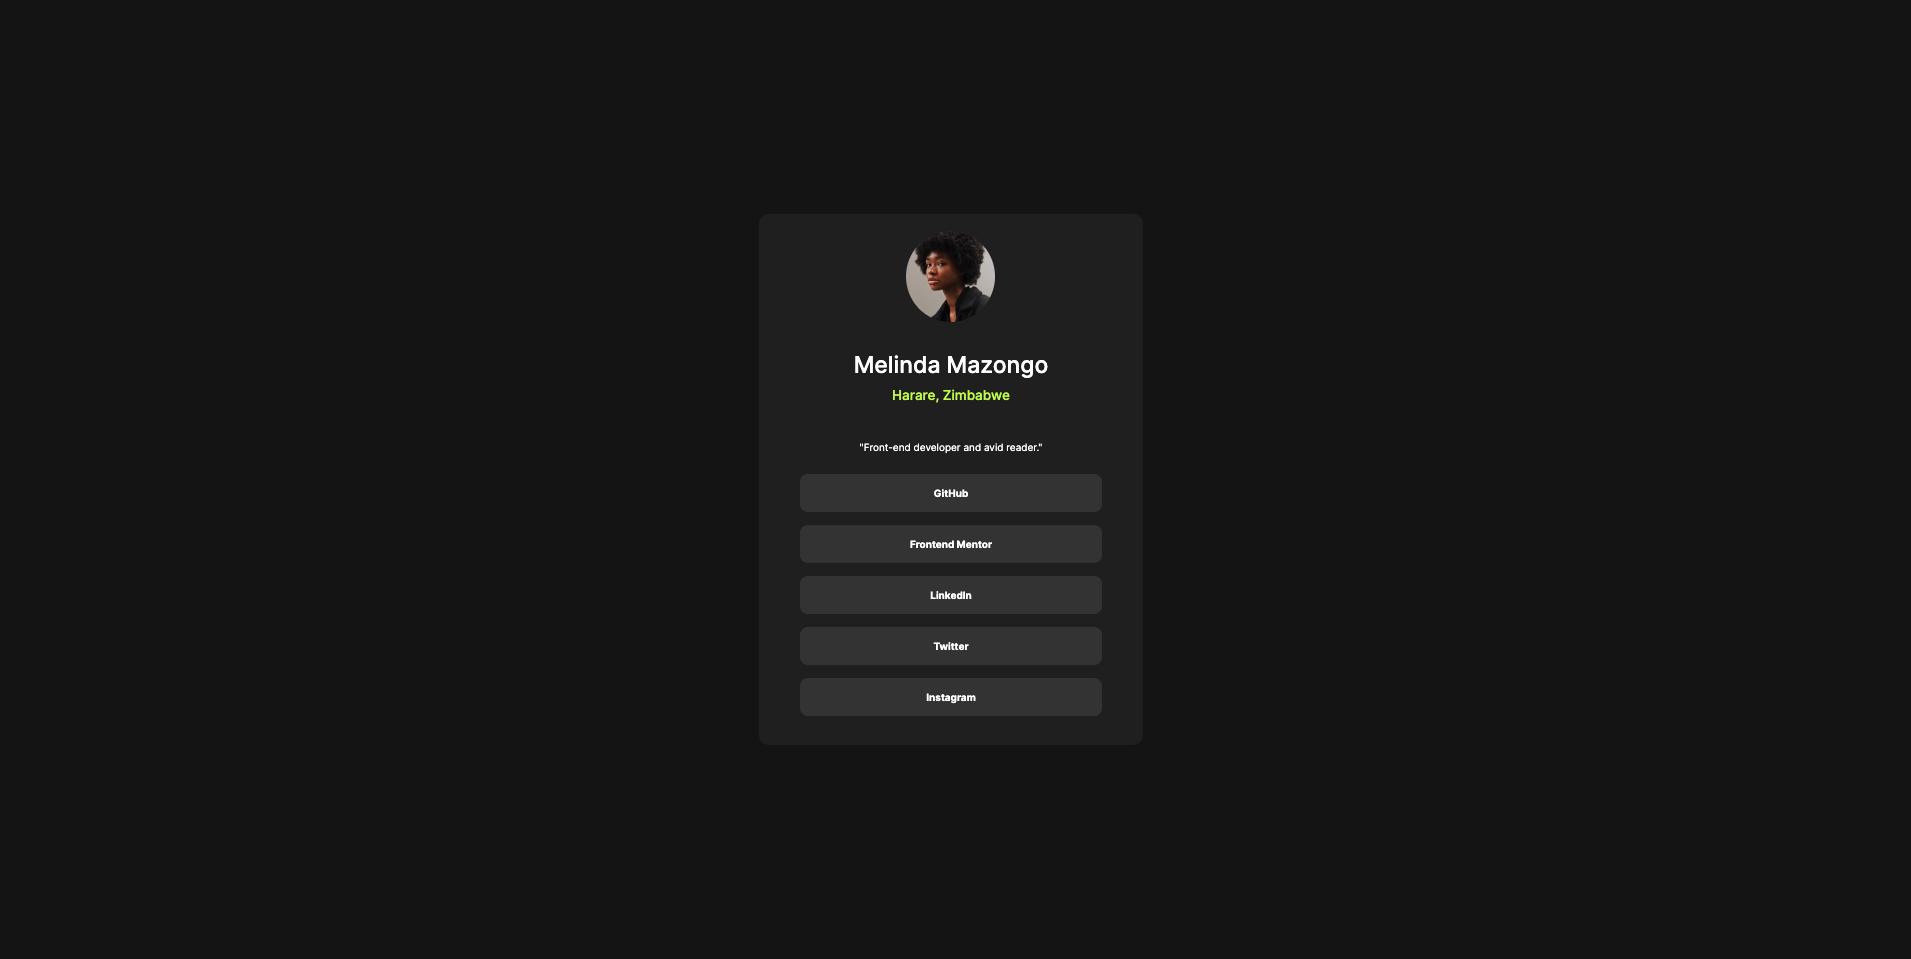 Melinda Mazongo
Harare, Zimbabwe
"Front-end developer and avid reader."
GitHub
Frontend Mentor
LinkedIn
Twitter
Instagram